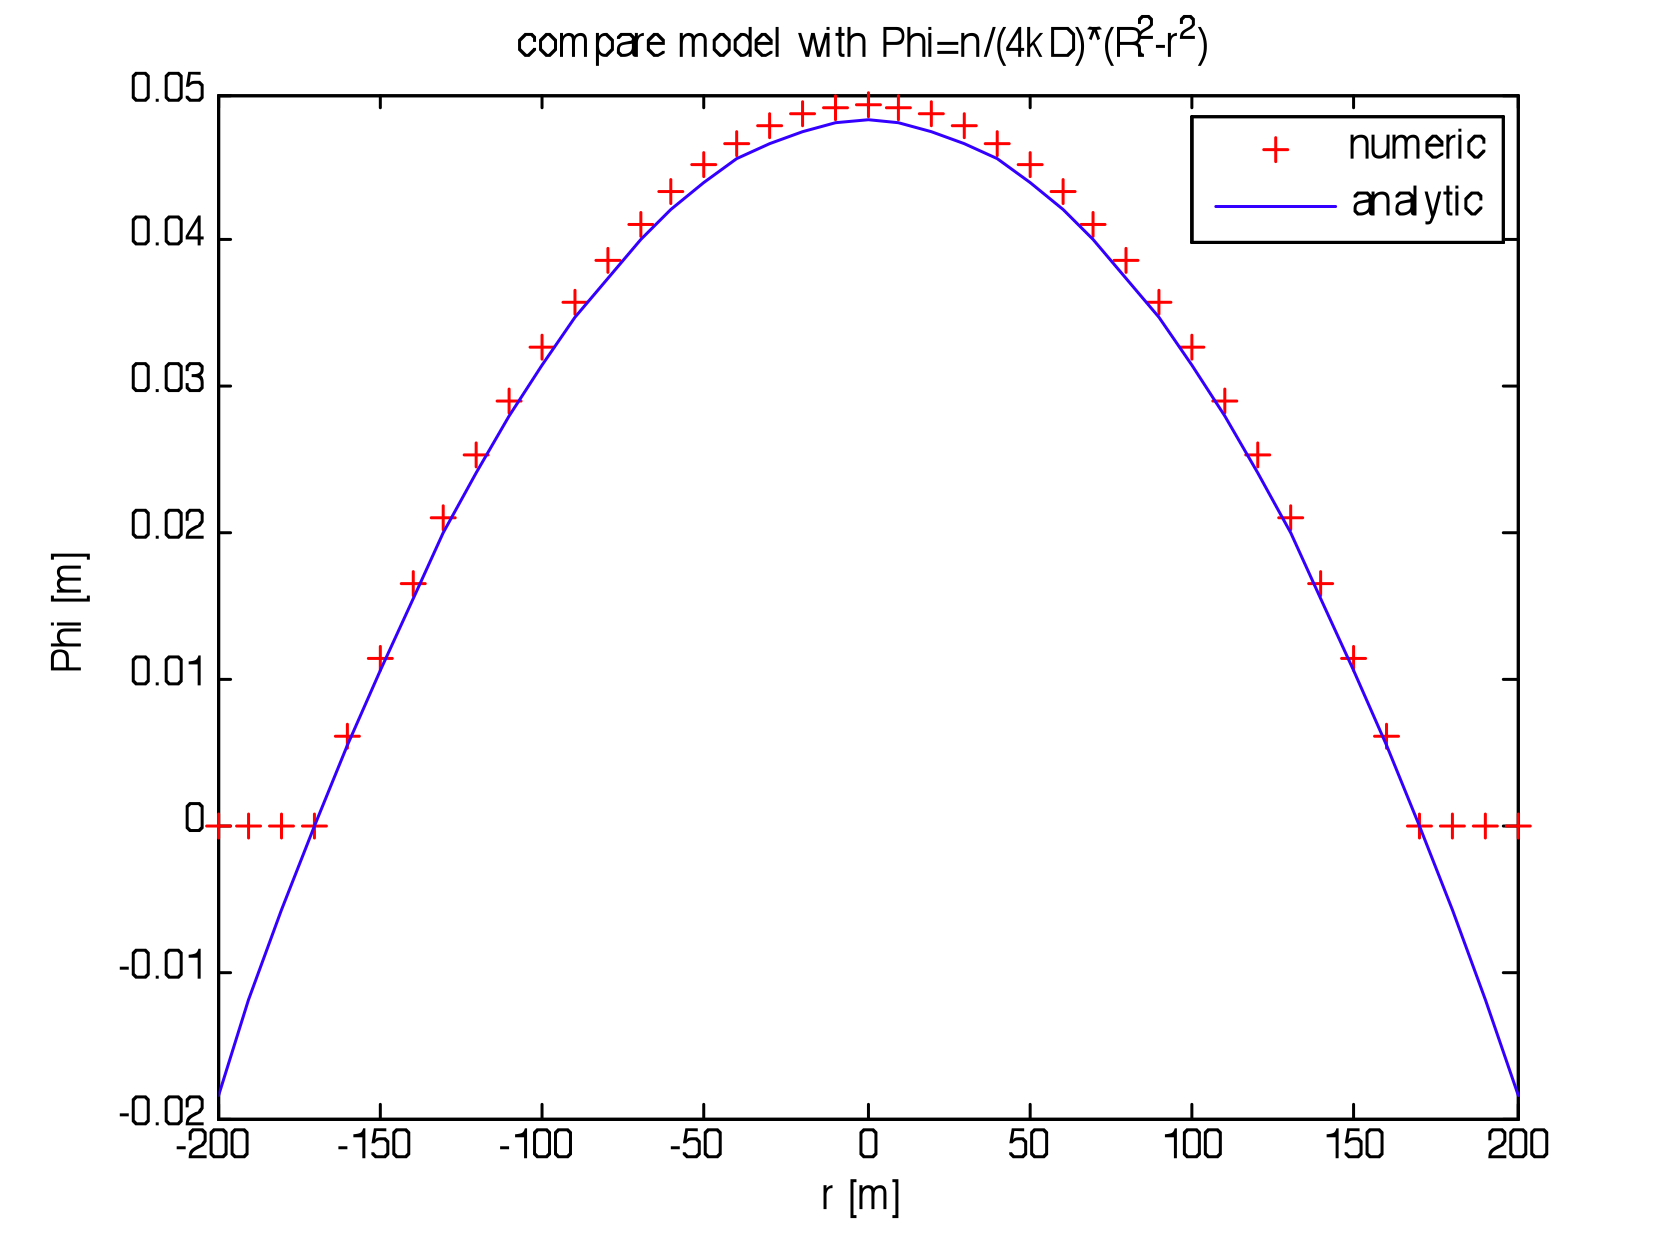 compare model with Phi=n/(4kD)*(R²-r²)
0.05
numeric
analytic
0.04
0.03
0.02
0.01
0
-0.01
-0.02
Phi [m]
-200 -150 -100 -50 0 50 100 150 200
r [m]